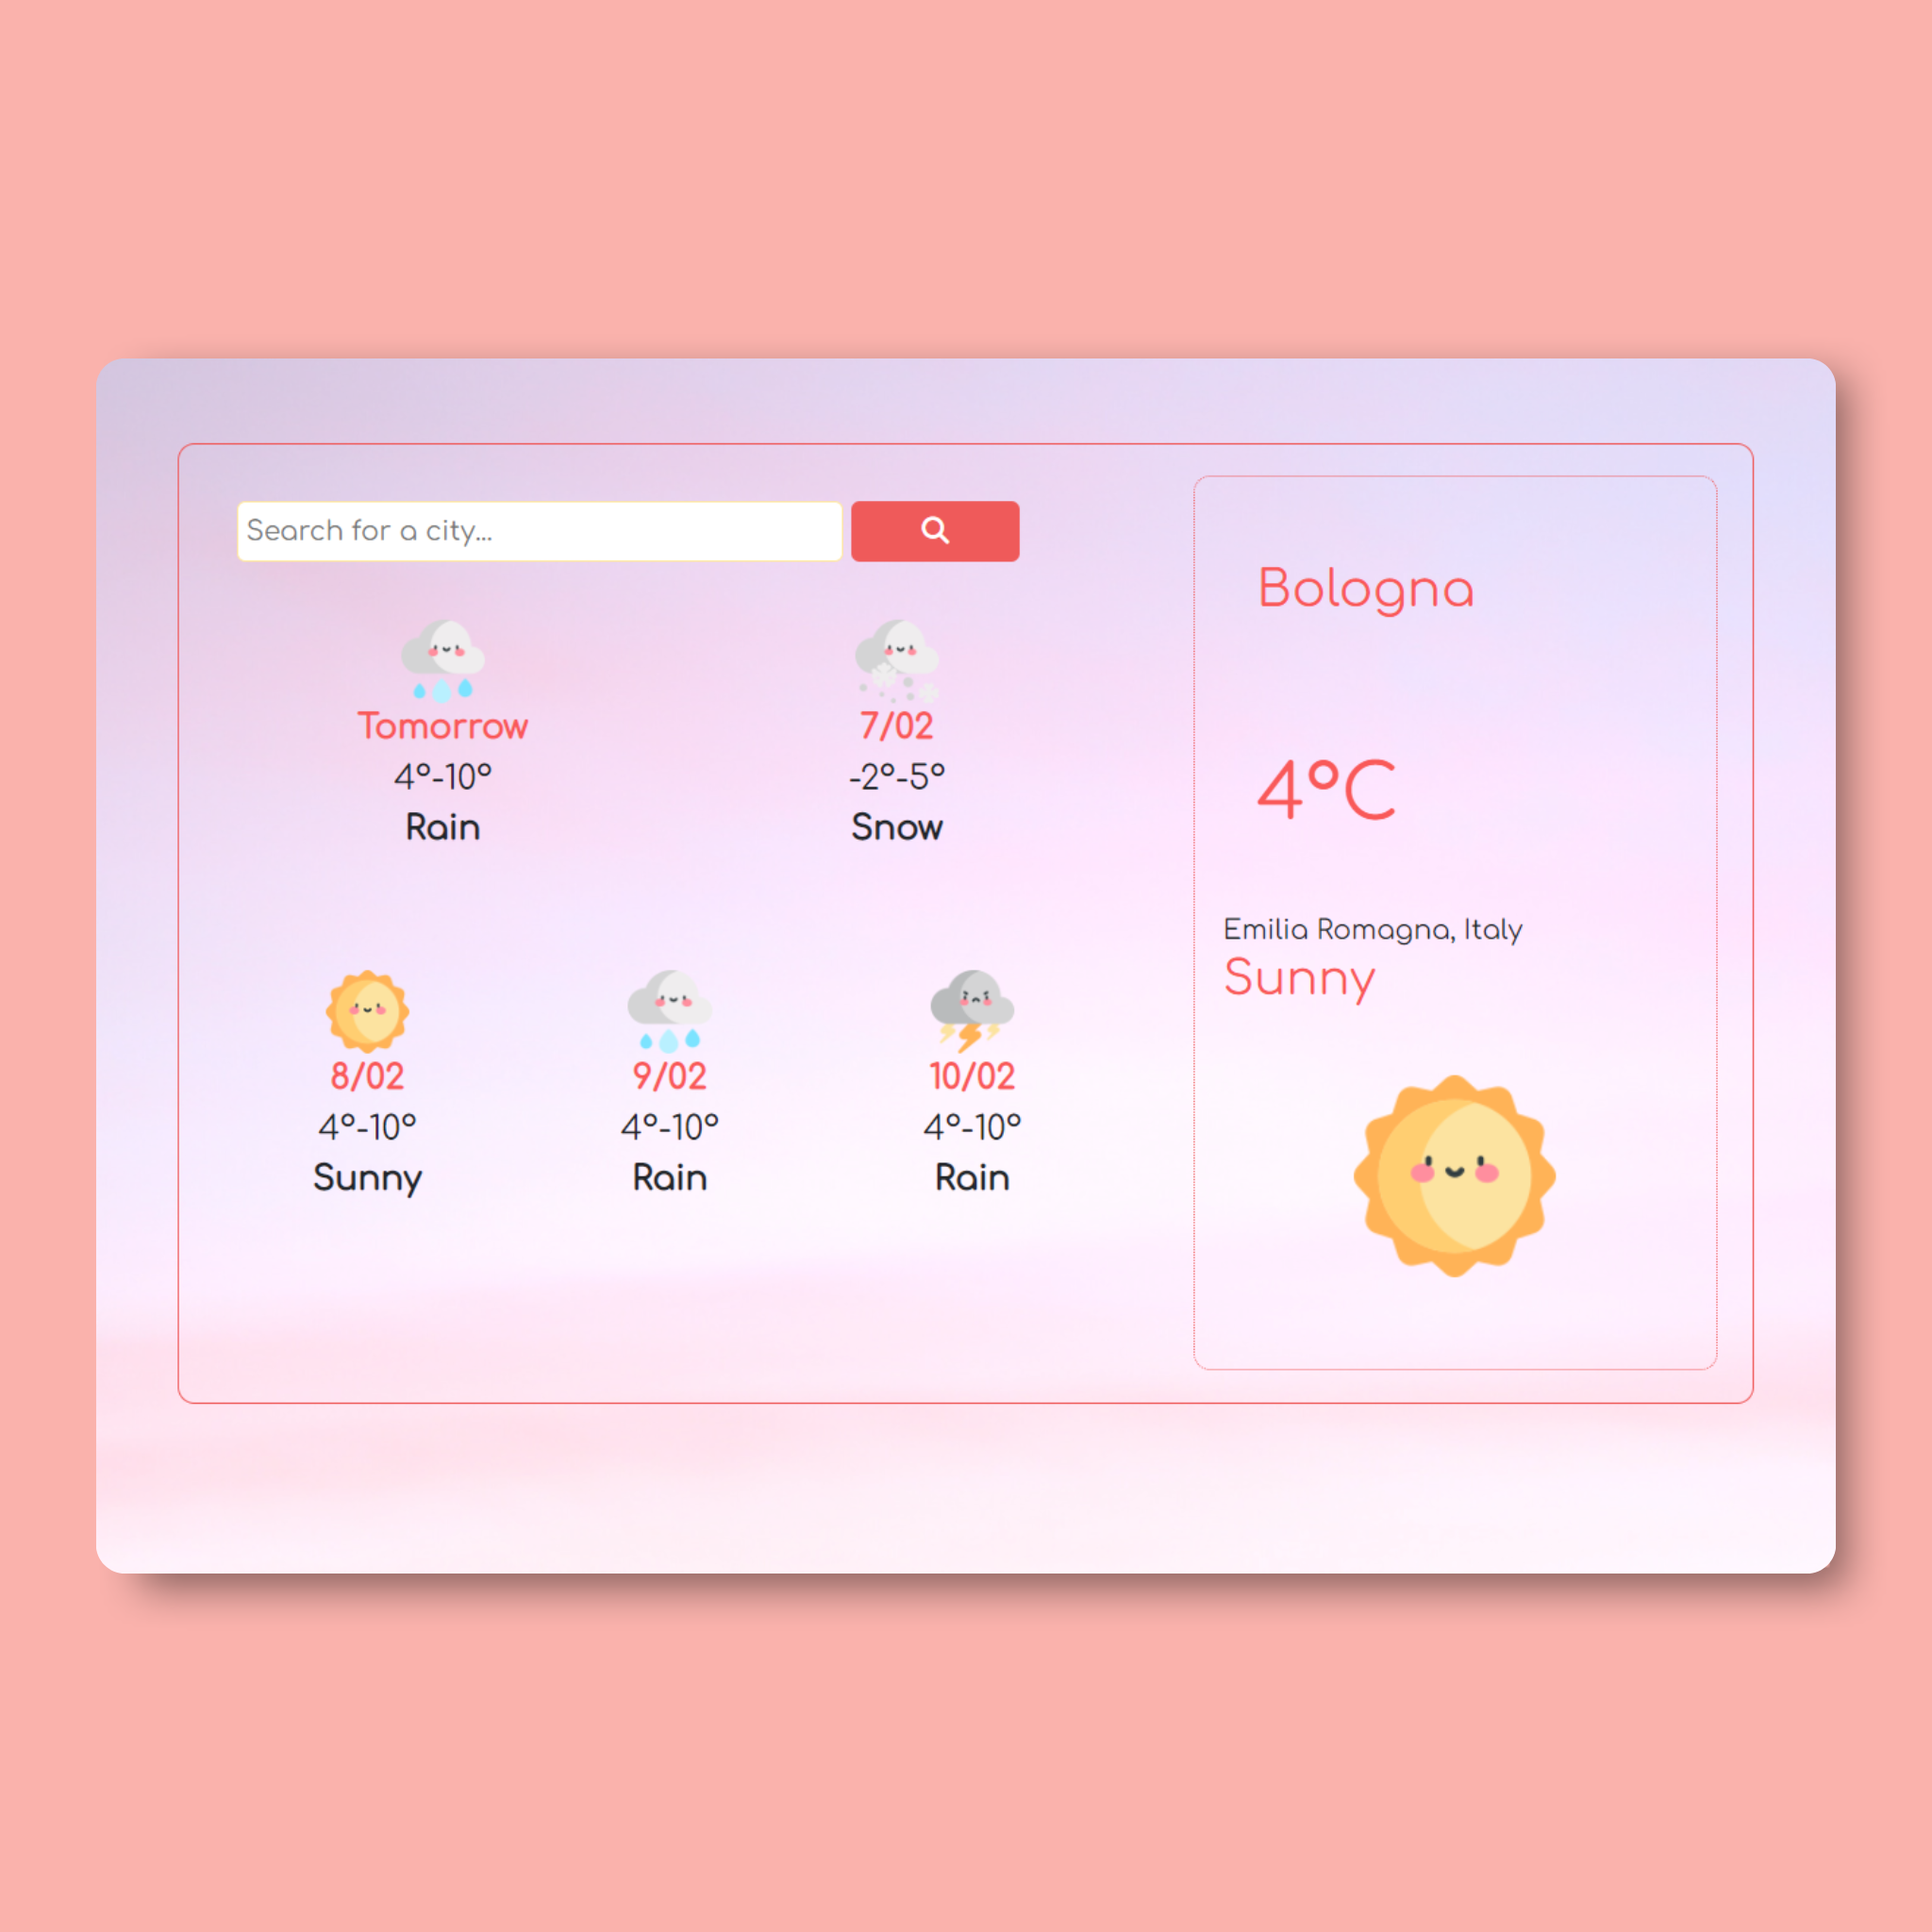 Search for a city...
Tomorrow
4°-10°
Rain
7/02
-2°-5°
Snow
8/02
4°-10°
Sunny
9/02
4°-10°
Rain
10/02
4°-10°
Rain
Bologna
4°C
Emilia Romagna, Italy
Sunny